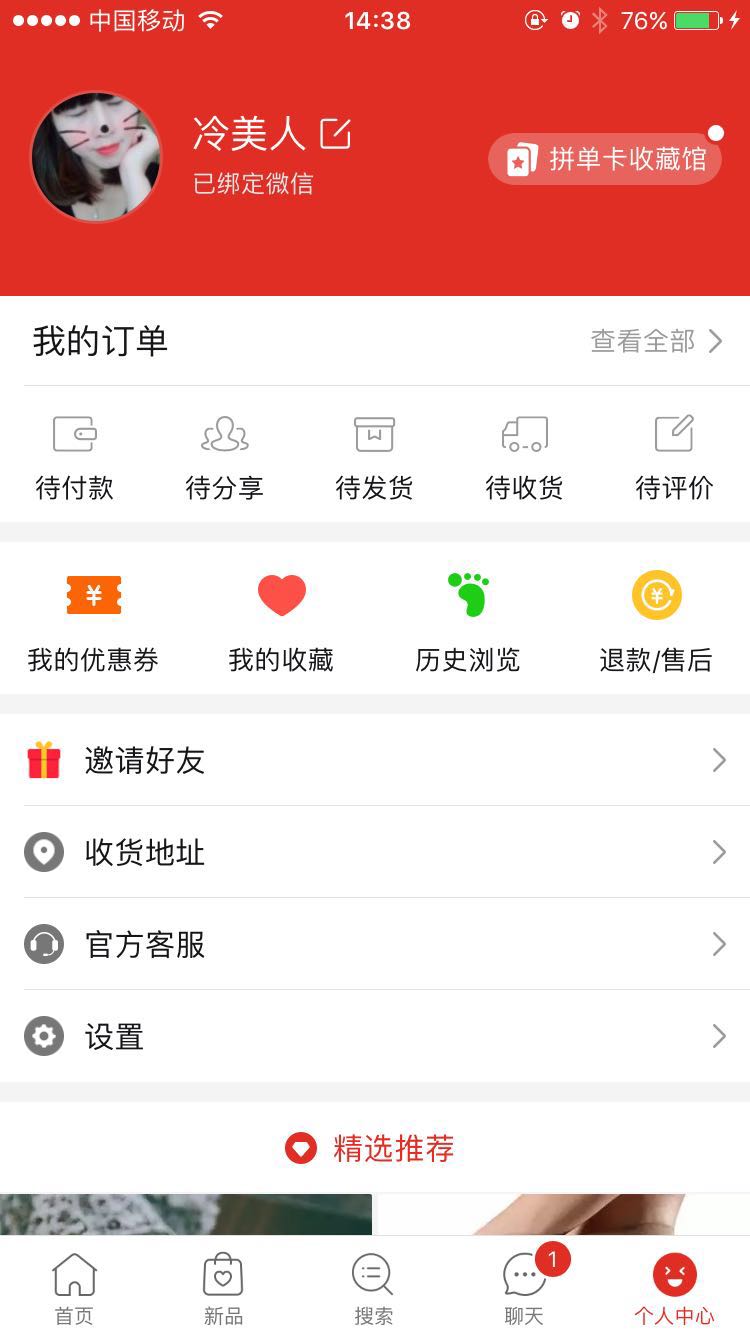 中国移动 14:38 76%
冷美人
拼单卡收藏馆
已绑定微信
我的订单 查看全部
待付款 待分享 待发货 待收货 待评价
¥ ¥
我的优惠券 我的收藏 历史浏览 退款/售后
邀请好友
收货地址
官方客服
设置
精选推荐
1
首页 新品 搜索 聊天 个人中心